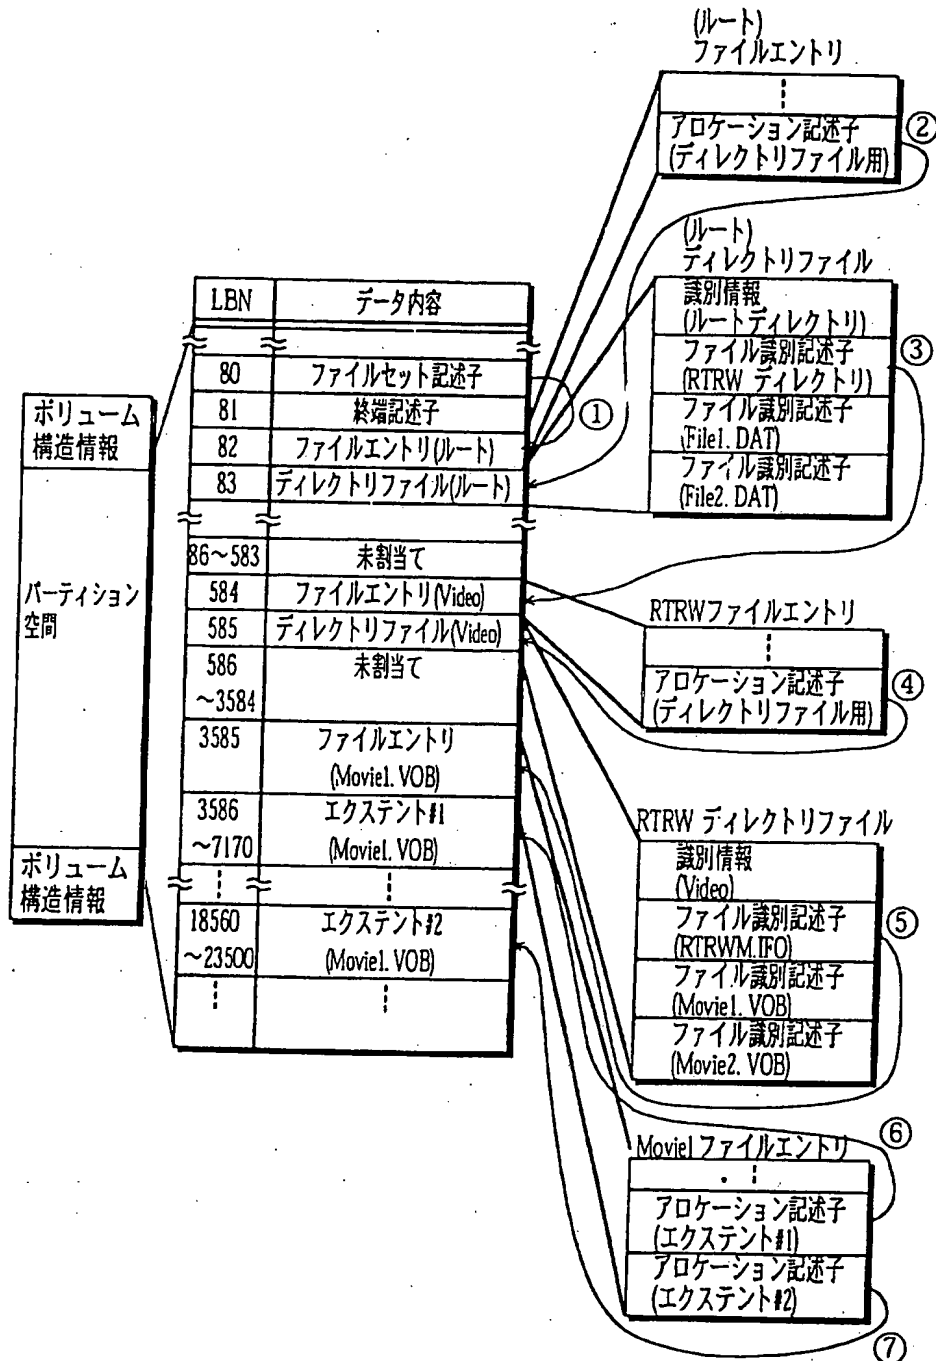 (ルート)
ファイルエントリ
アロケーション記述子
(ディレクトリファイル用)
②
(ルート)
ディレクトリファイル
識別情報
(ルートディレクトリ)
ファイル識別記述子
(RTRW ディレクトリ)
ファイル識別記述子
(File1. DAT)
ファイル識別記述子
(File2. DAT)
③
LBN
データ内容
80
ファイルセット記述子
81
終端記述子
①
82
ファイルエントリ(ルート)
83
ディレクトリファイル(ルート)
86～583
未割当て
584
ファイルエントリ(Video)
585
ディレクトリファイル(Video)
586
～3584
未割当て
3585
ファイルエントリ
(Movie1. VOB)
3586
～7170
エクステント#1
(Movie1. VOB)
18560
～23500
エクステント#2
(Movie1. VOB)
ボリューム
構造情報
パーティション
空間
ボリューム
構造情報
RTRWファイルエントリ
アロケーション記述子
(ディレクトリファイル用)
④
RTRW ディレクトリファイル
識別情報
(Video)
ファイル識別記述子
(RTRWM.IFO)
ファイル識別記述子
(Movie1. VOB)
ファイル識別記述子
(Movie2. VOB)
⑤
⑥
Movie1 ファイルエントリ
アロケーション記述子
(エクステント#1)
アロケーション記述子
(エクステント#2)
⑦